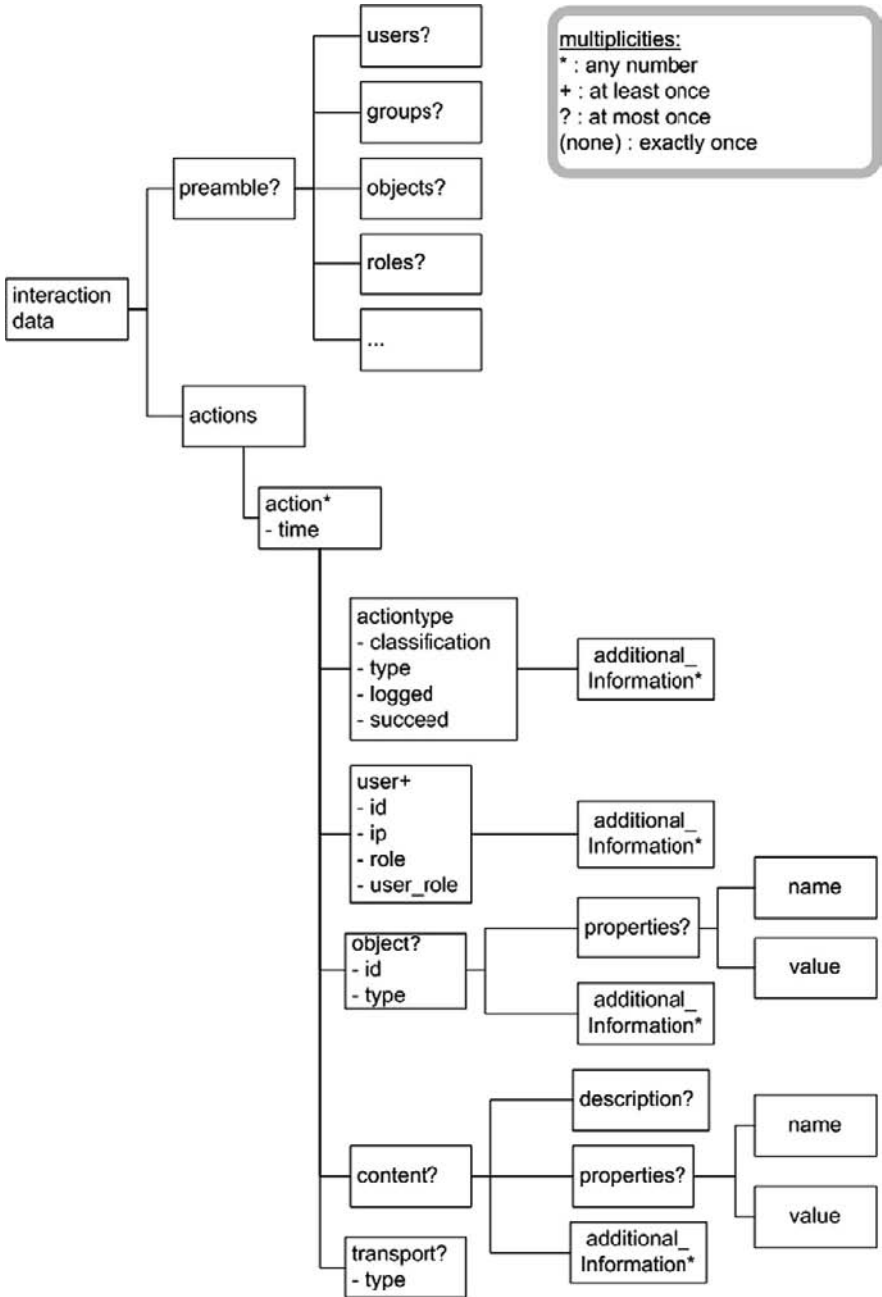 users?
multiplicities:
* : any number
+ : at least once
? : at most once
(none) : exactly once
groups?
preamble?
objects?
roles?
interaction
data
...
actions
action*
- time
actiontype
- classification
- type
- logged
- succeed
additional_
Information*
user+
- id
- ip
- role
- user_role
additional_
Information*
object?
- id
- type
properties?
name
value
additional_
Information*
description?
content?
properties?
name
value
additional_
Information*
transport?
- type